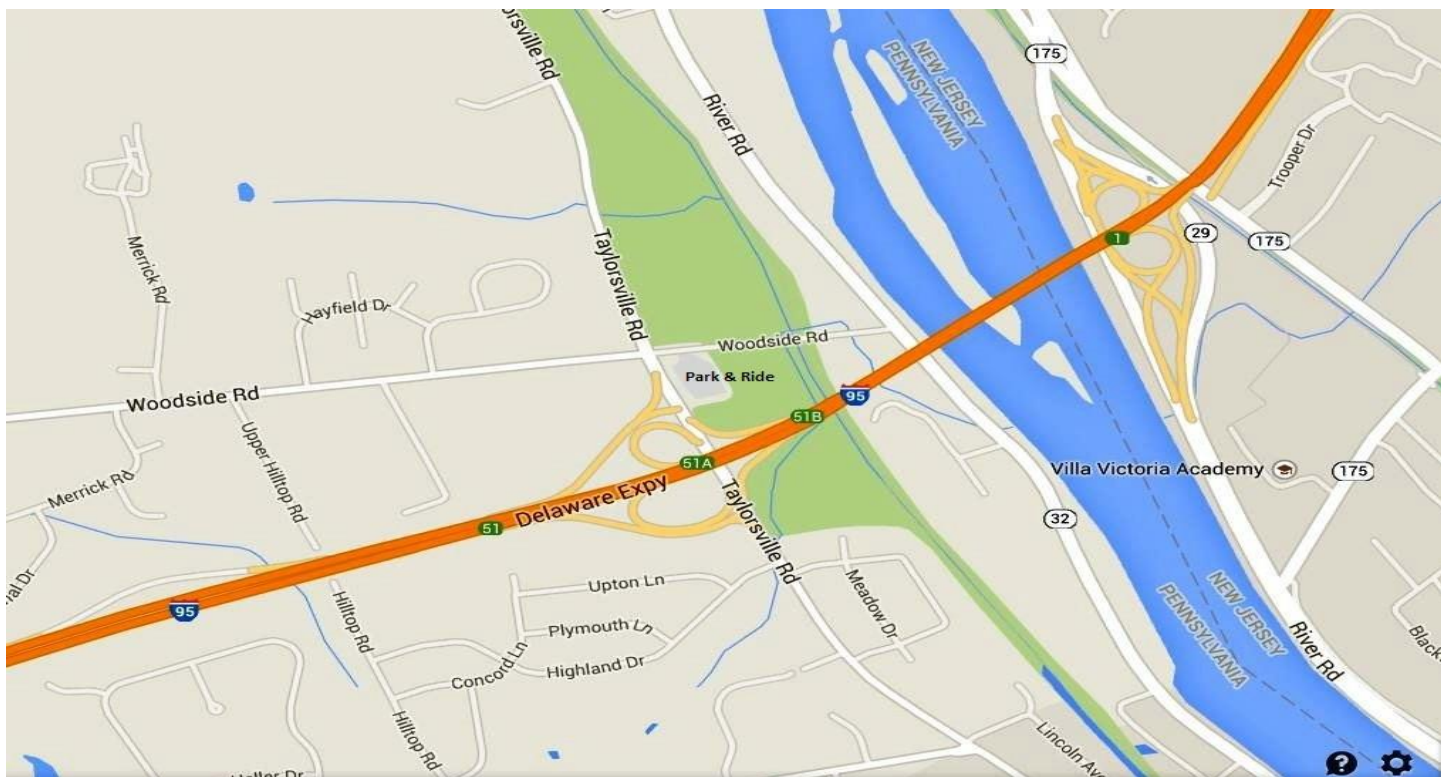 orsville Rd
175
NEW JERSEY
PENNSYLVANIA
River Rd
Trooper Dr
Merrick Rd
Taylorsville Rd
29
175
1
Hayfield Dr
Woodside Rd
Park & Ride
Woodside Rd
95
51B
51A
Upper Hilltop Rd
Merrick Rd
Delaware Expy
51
Taylorsville Rd
Villa Victoria Academy
175
32
95
Hilltop Rd
Upton Ln
Plymouth Ln
Highland Dr
Concord Ln
Meadow Dr
NEW JERSEY
PENNSYLVANIA
River Rd
Hilltop Rd
Lincoln Ave
?